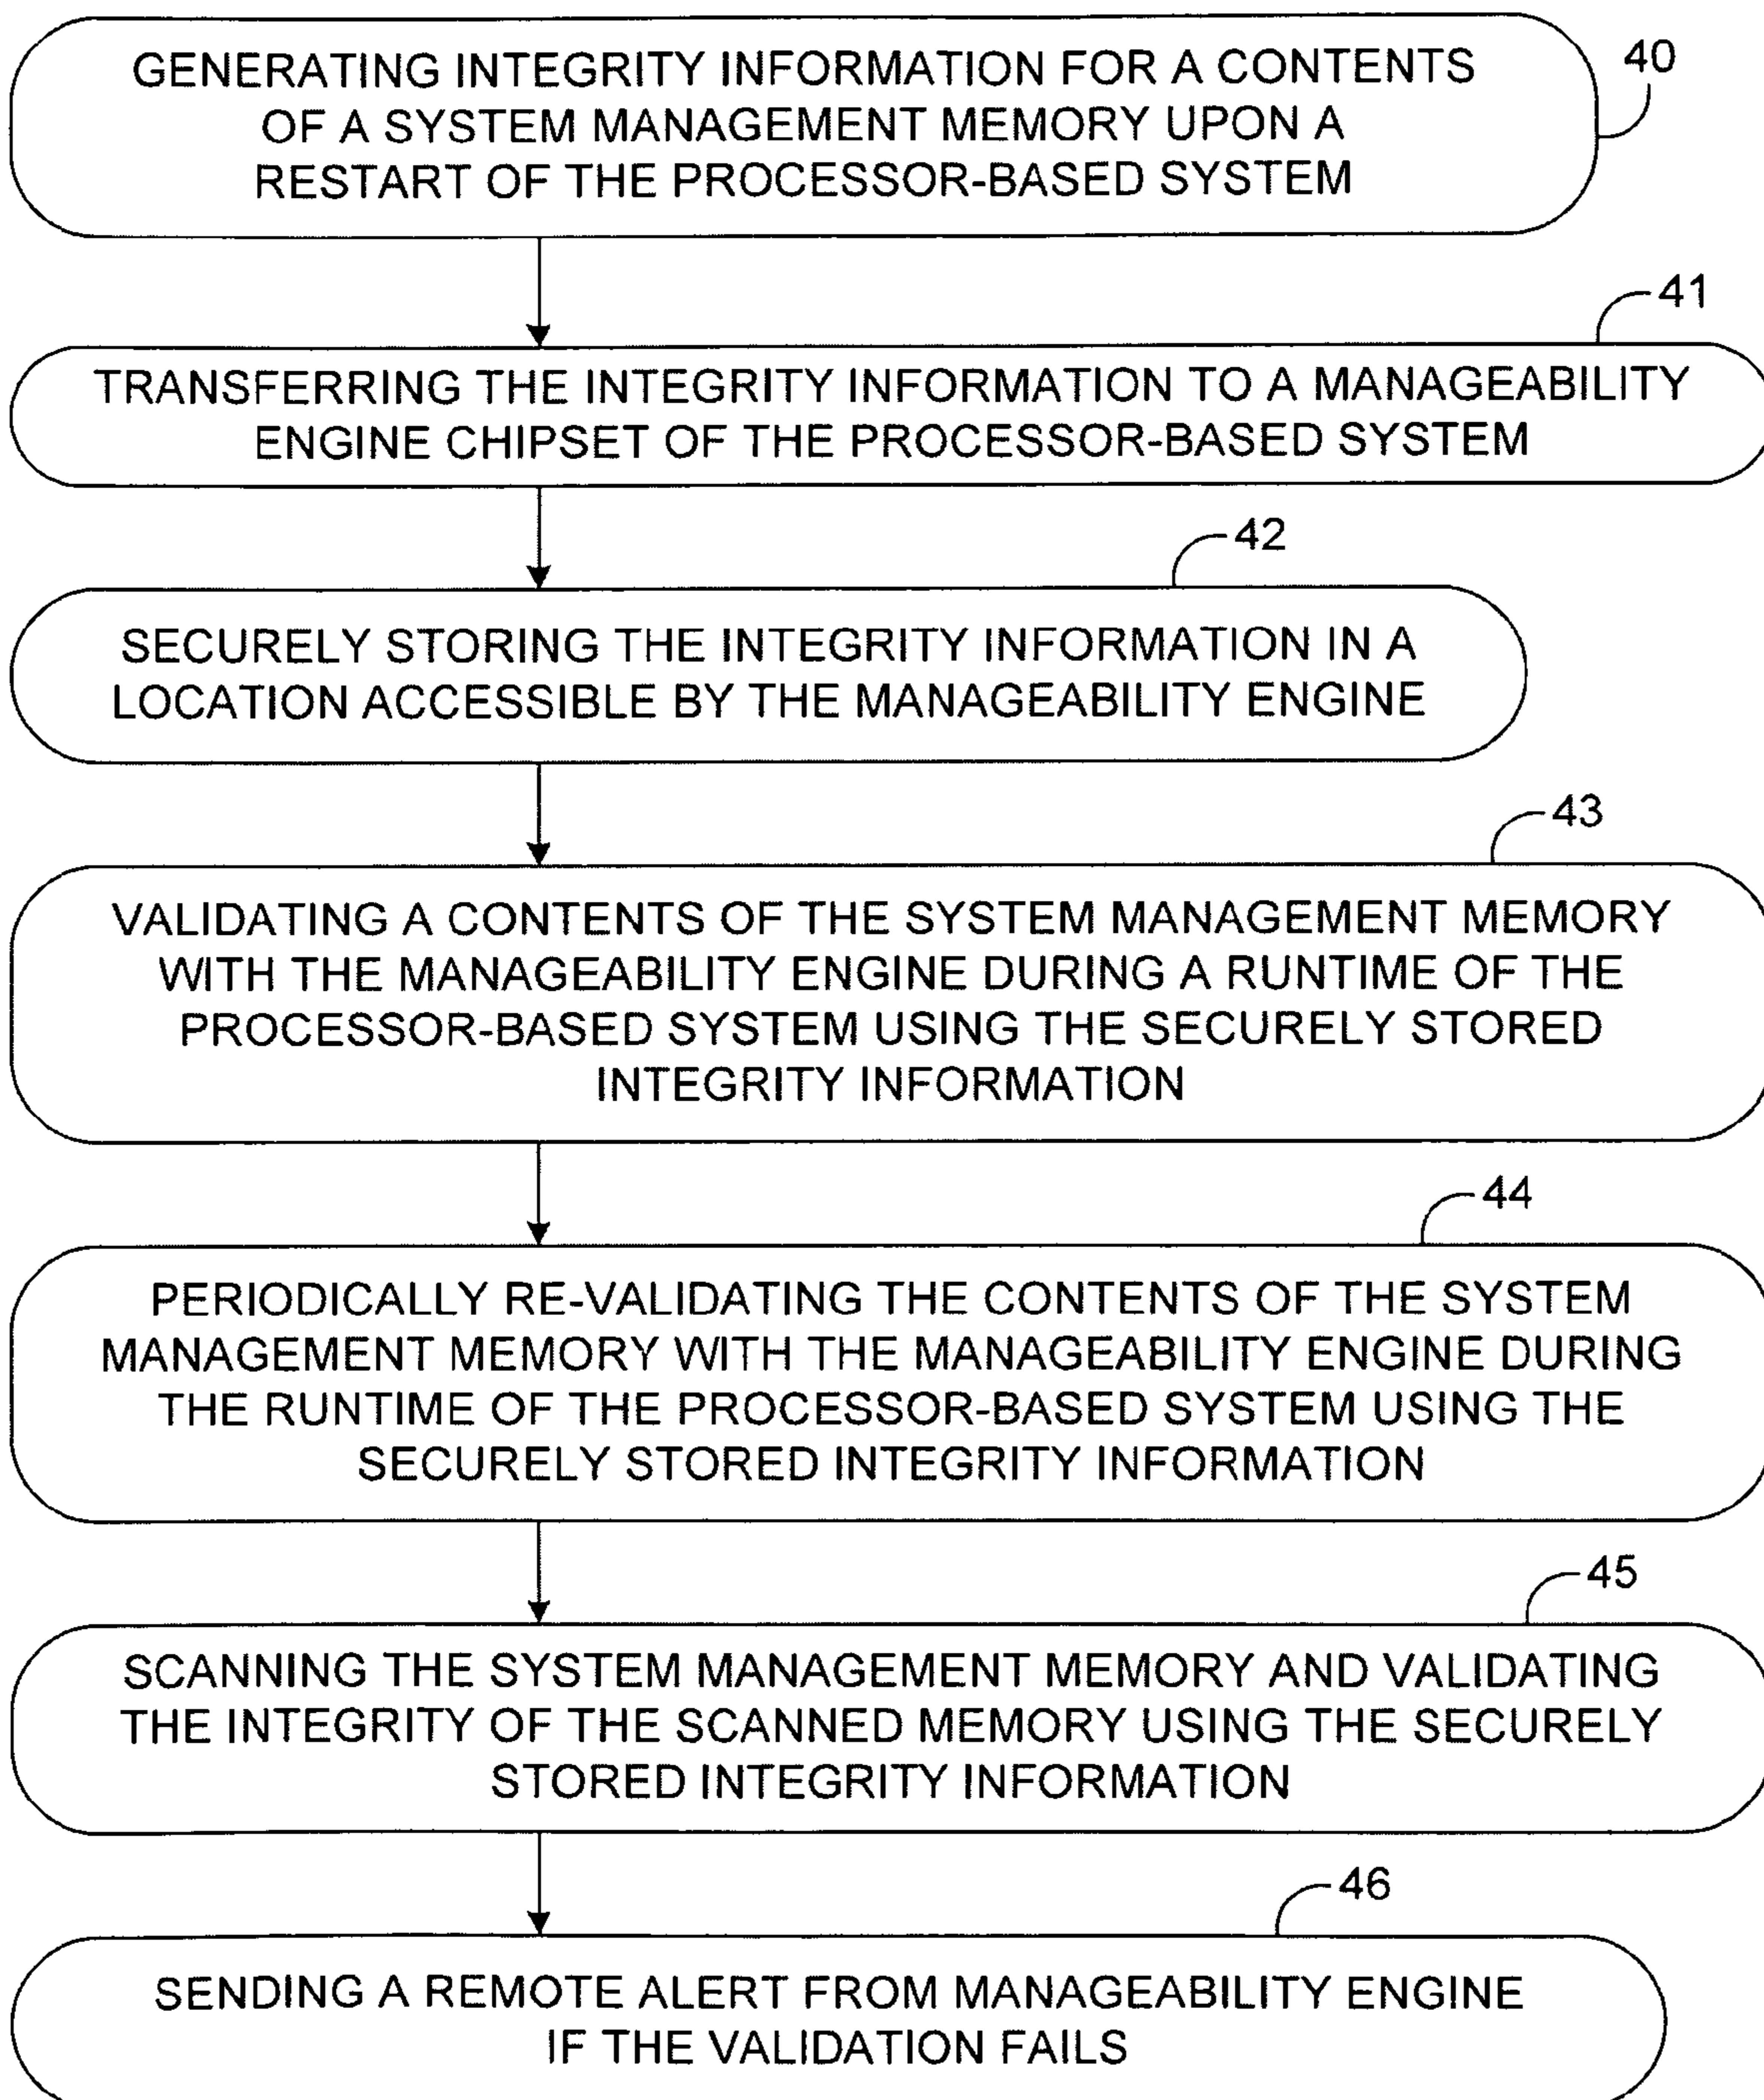 GENERATING INTEGRITY INFORMATION FOR A CONTENTS
OF A SYSTEM MANAGEMENT MEMORY UPON A
RESTART OF THE PROCESSOR-BASED SYSTEM
40
41
TRANSFERRING THE INTEGRITY INFORMATION TO A MANAGEABILITY
ENGINE CHIPSET OF THE PROCESSOR-BASED SYSTEM
42
SECURELY STORING THE INTEGRITY INFORMATION IN A
LOCATION ACCESSIBLE BY THE MANAGEABILITY ENGINE
43
VALIDATING A CONTENTS OF THE SYSTEM MANAGEMENT MEMORY
WITH THE MANAGEABILITY ENGINE DURING A RUNTIME OF THE
PROCESSOR-BASED SYSTEM USING THE SECURELY STORED
INTEGRITY INFORMATION
44
PERIODICALLY RE-VALIDATING THE CONTENTS OF THE SYSTEM
MANAGEMENT MEMORY WITH THE MANAGEABILITY ENGINE DURING
THE RUNTIME OF THE PROCESSOR-BASED SYSTEM USING THE
SECURELY STORED INTEGRITY INFORMATION
45
SCANNING THE SYSTEM MANAGEMENT MEMORY AND VALIDATING
THE INTEGRITY OF THE SCANNED MEMORY USING THE SECURELY
STORED INTEGRITY INFORMATION
46
SENDING A REMOTE ALERT FROM MANAGEABILITY ENGINE
IF THE VALIDATION FAILS